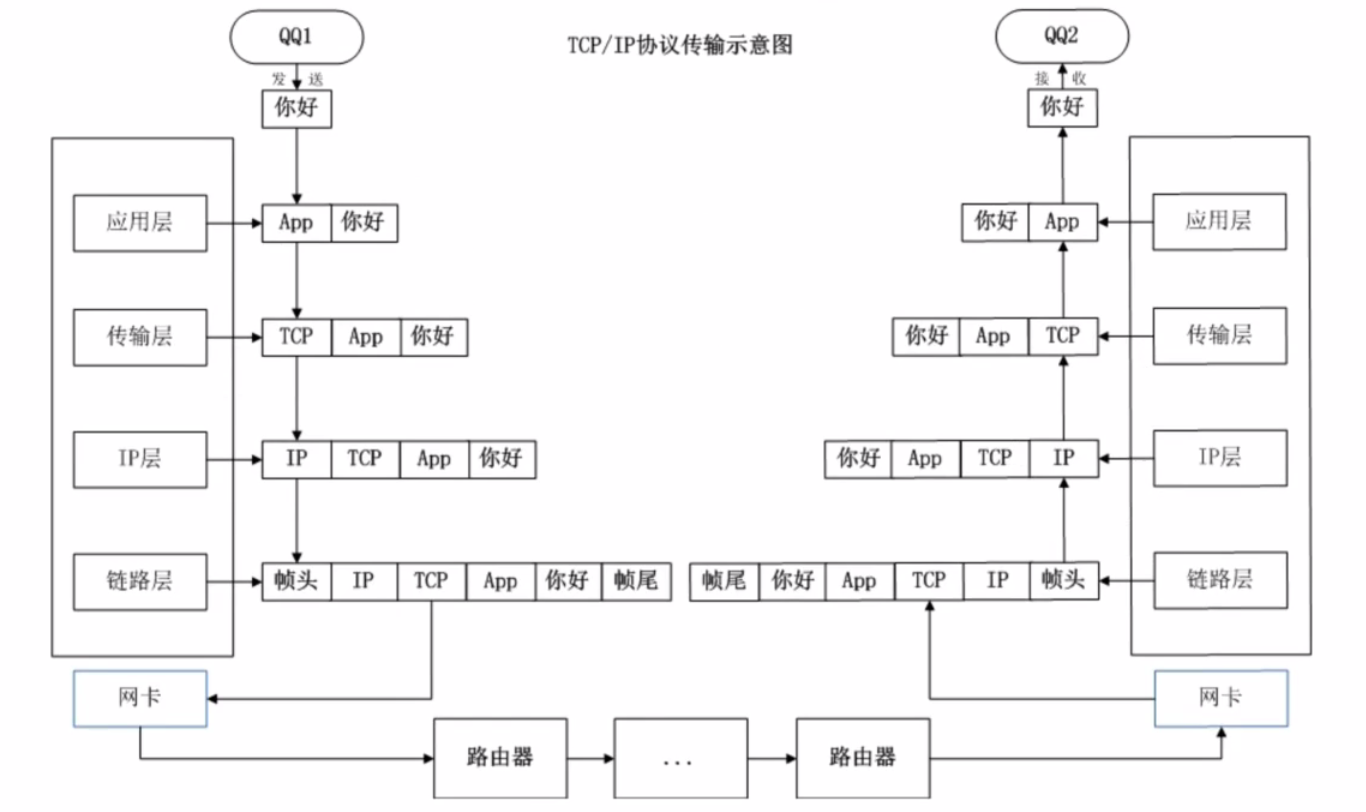 QQ1
TCP/IP协议传输示意图
QQ2
发 送
接 收
你好
你好
应用层
App 你好
你好 App
应用层
传输层
TCP App 你好
你好 App TCP
传输层
IP层
IP TCP App 你好
你好 App TCP IP
IP层
链路层
帧头 IP TCP App 你好 帧尾
帧尾 你好 App TCP IP 帧头
链路层
网卡
网卡
路由器
...
路由器